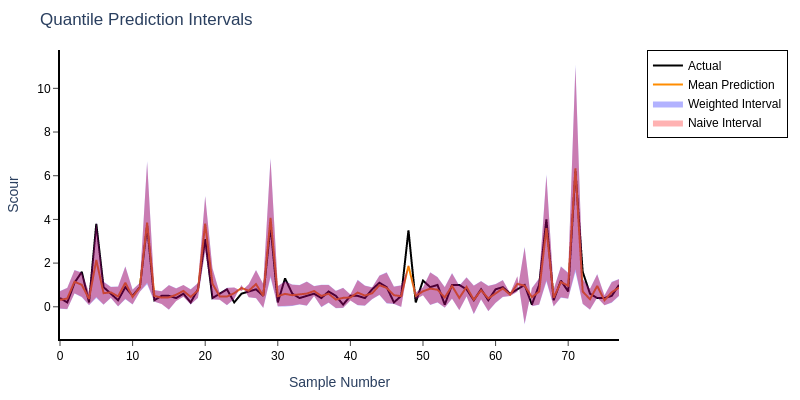 Quantile Prediction Intervals
Actual
Mean Prediction
Weighted Interval
Naive Interval
Scour
10
8
6
4
2
0
0 10 20 30 40 50 60 70
Sample Number